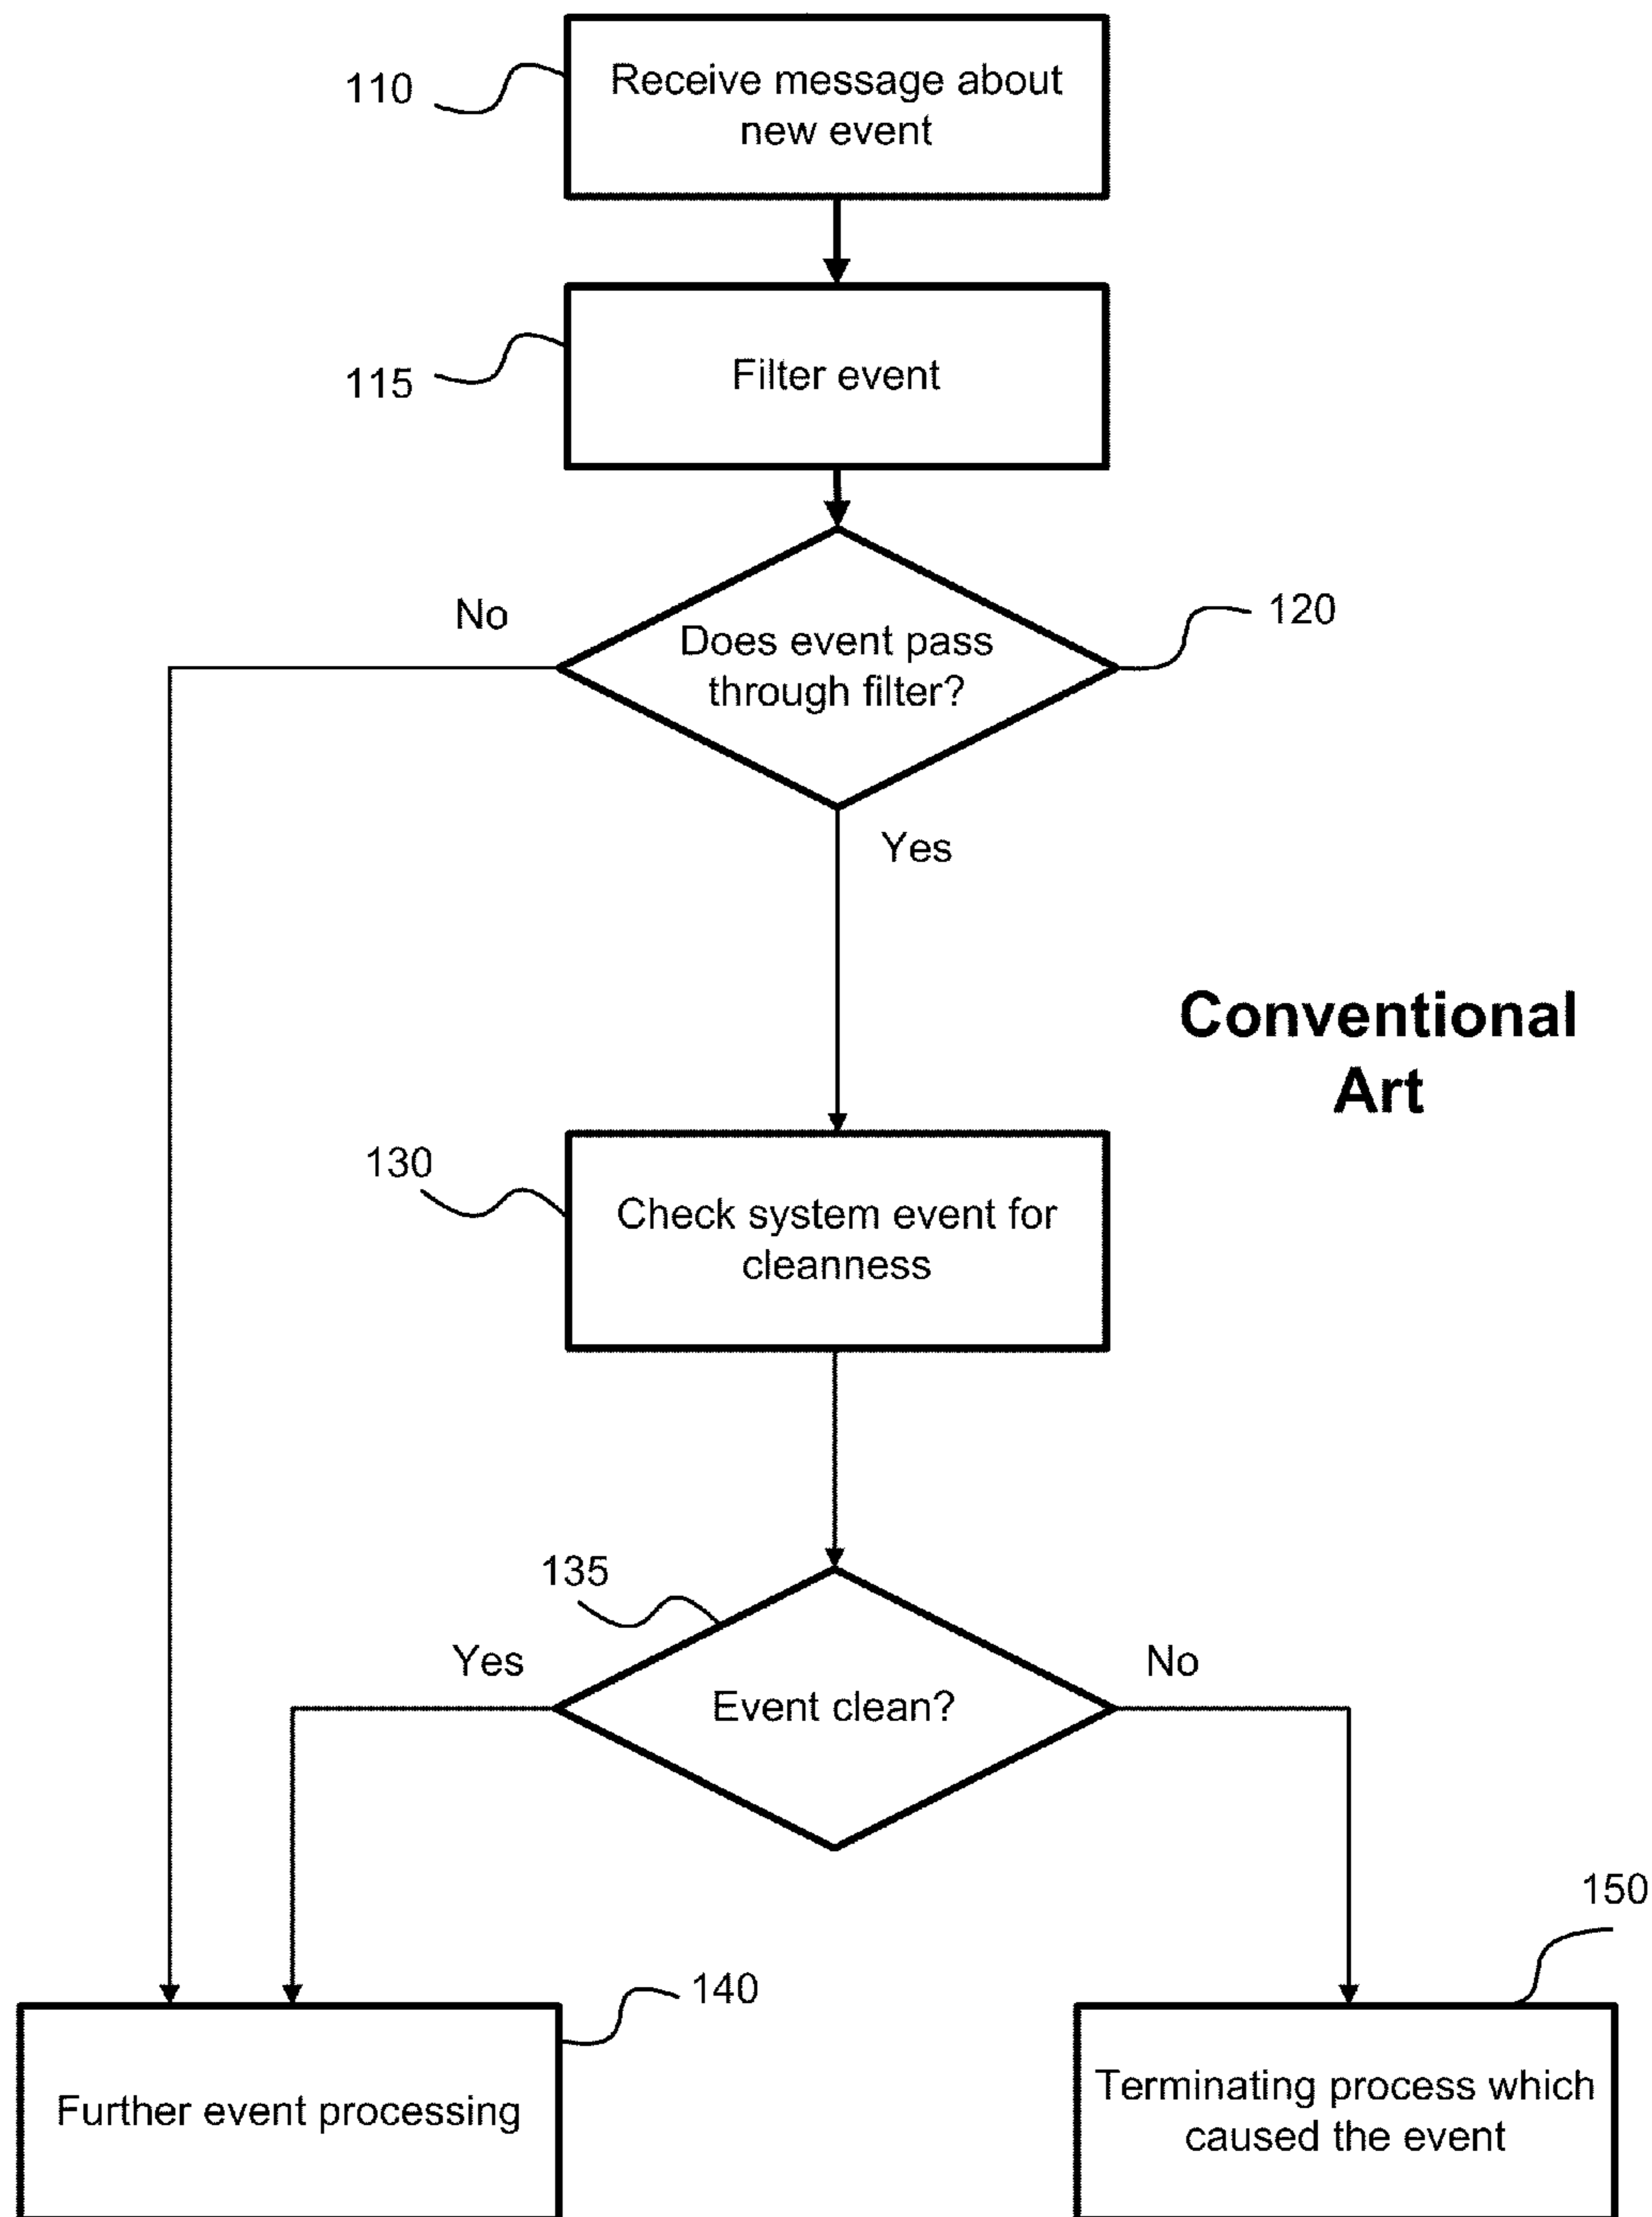 110
Receive message about
new event
115
Filter event
No
120
Does event pass
through filter?
Yes
Conventional
Art
130
Check system event for
cleanness
135
Yes
No
Event clean?
150
140
Further event processing
Terminating process which
caused the event